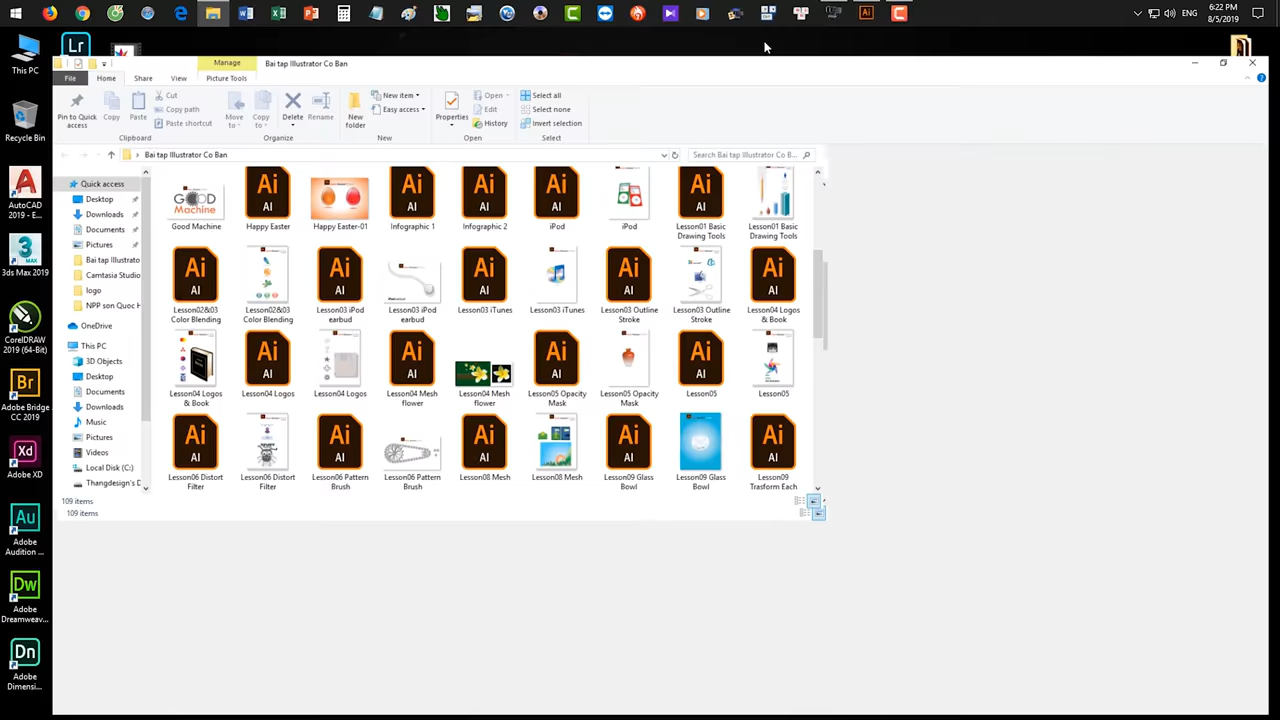 6:22 PM
ENG
8/5/2019
This PC
Recycle Bin
AutoCAD
2019 - E...
3ds Max 2019
CorelDRAW
2019 (64-Bit)
Adobe Bridge
CC 2019
Adobe XD
Adobe
Audition ...
Adobe
Dreamweav...
Adobe
Dimensi...
Manage
Bai tap Illustrator Co Ban
File
Home
Share
View
Picture Tools
Pin to Quick
access
Copy
Paste
Cut
Copy path
Paste shortcut
Clipboard
Move
to
Copy
to
Delete
Rename
Organize
New
folder
New item
Easy access
New
Properties
Open
Edit
History
Open
Select all
Select none
Invert selection
Select
Bai tap Illustrator Co Ban
Search Bai tap Illustrator Co B...
Quick access
Desktop
Downloads
Documents
Pictures
Bai tap Illustrato
Camtasia Studio
logo
NPP son Quoc H
OneDrive
This PC
3D Objects
Desktop
Documents
Downloads
Music
Pictures
Videos
Local Disk (C:)
Thangdesign's D
Good Machine
Happy Easter
Happy Easter-01
Infographic 1
Infographic 2
iPod
iPod
Lesson01 Basic
Drawing Tools
Lesson01 Basic
Drawing Tools
Lesson02&03
Color Blending
Lesson02&03
Color Blending
Lesson03 iPod
earbud
Lesson03 iPod
earbud
Lesson03 iTunes
Lesson03 iTunes
Lesson03 Outline
Stroke
Lesson03 Outline
Stroke
Lesson04 Logos
& Book
Lesson04 Logos
& Book
Lesson04 Logos
Lesson04 Logos
Lesson04 Mesh
flower
Lesson04 Mesh
flower
Lesson05 Opacity
Mask
Lesson05 Opacity
Mask
Lesson05
Lesson05
Lesson06 Distort
Filter
Lesson06 Distort
Filter
Lesson06 Pattern
Brush
Lesson06 Pattern
Brush
Lesson08 Mesh
Lesson08 Mesh
Lesson09 Glass
Bowl
Lesson09 Glass
Bowl
Lesson09
Trasform Each
109 items
109 items